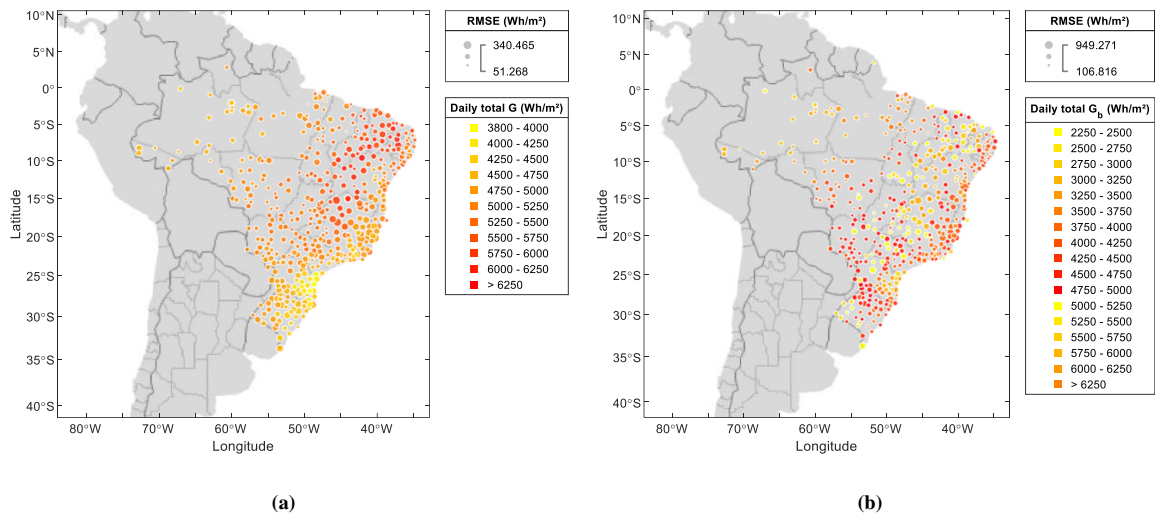 10°N
5°N
0°
5°S
10°S
15°S
20°S
25°S
30°S
35°S
40°S
Latitude
80°W
70°W
60°W
50°W
40°W
Longitude
RMSE (Wh/m²)
340.465
51.268
Daily total G (Wh/m²)
3800 - 4000
4000 - 4250
4250 - 4500
4500 - 4750
4750 - 5000
5000 - 5250
5250 - 5500
5500 - 5750
5750 - 6000
6000 - 6250
> 6250
(a)
10°N
5°N
0°
5°S
10°S
15°S
20°S
25°S
30°S
35°S
40°S
Latitude
80°W
70°W
60°W
50°W
40°W
Longitude
RMSE (Wh/m²)
949.271
106.816
Daily total G_b (Wh/m²)
2250 - 2500
2500 - 2750
2750 - 3000
3000 - 3250
3250 - 3500
3500 - 3750
3750 - 4000
4000 - 4250
4250 - 4500
4500 - 4750
4750 - 5000
5000 - 5250
5250 - 5500
5500 - 5750
5750 - 6000
6000 - 6250
> 6250
(b)